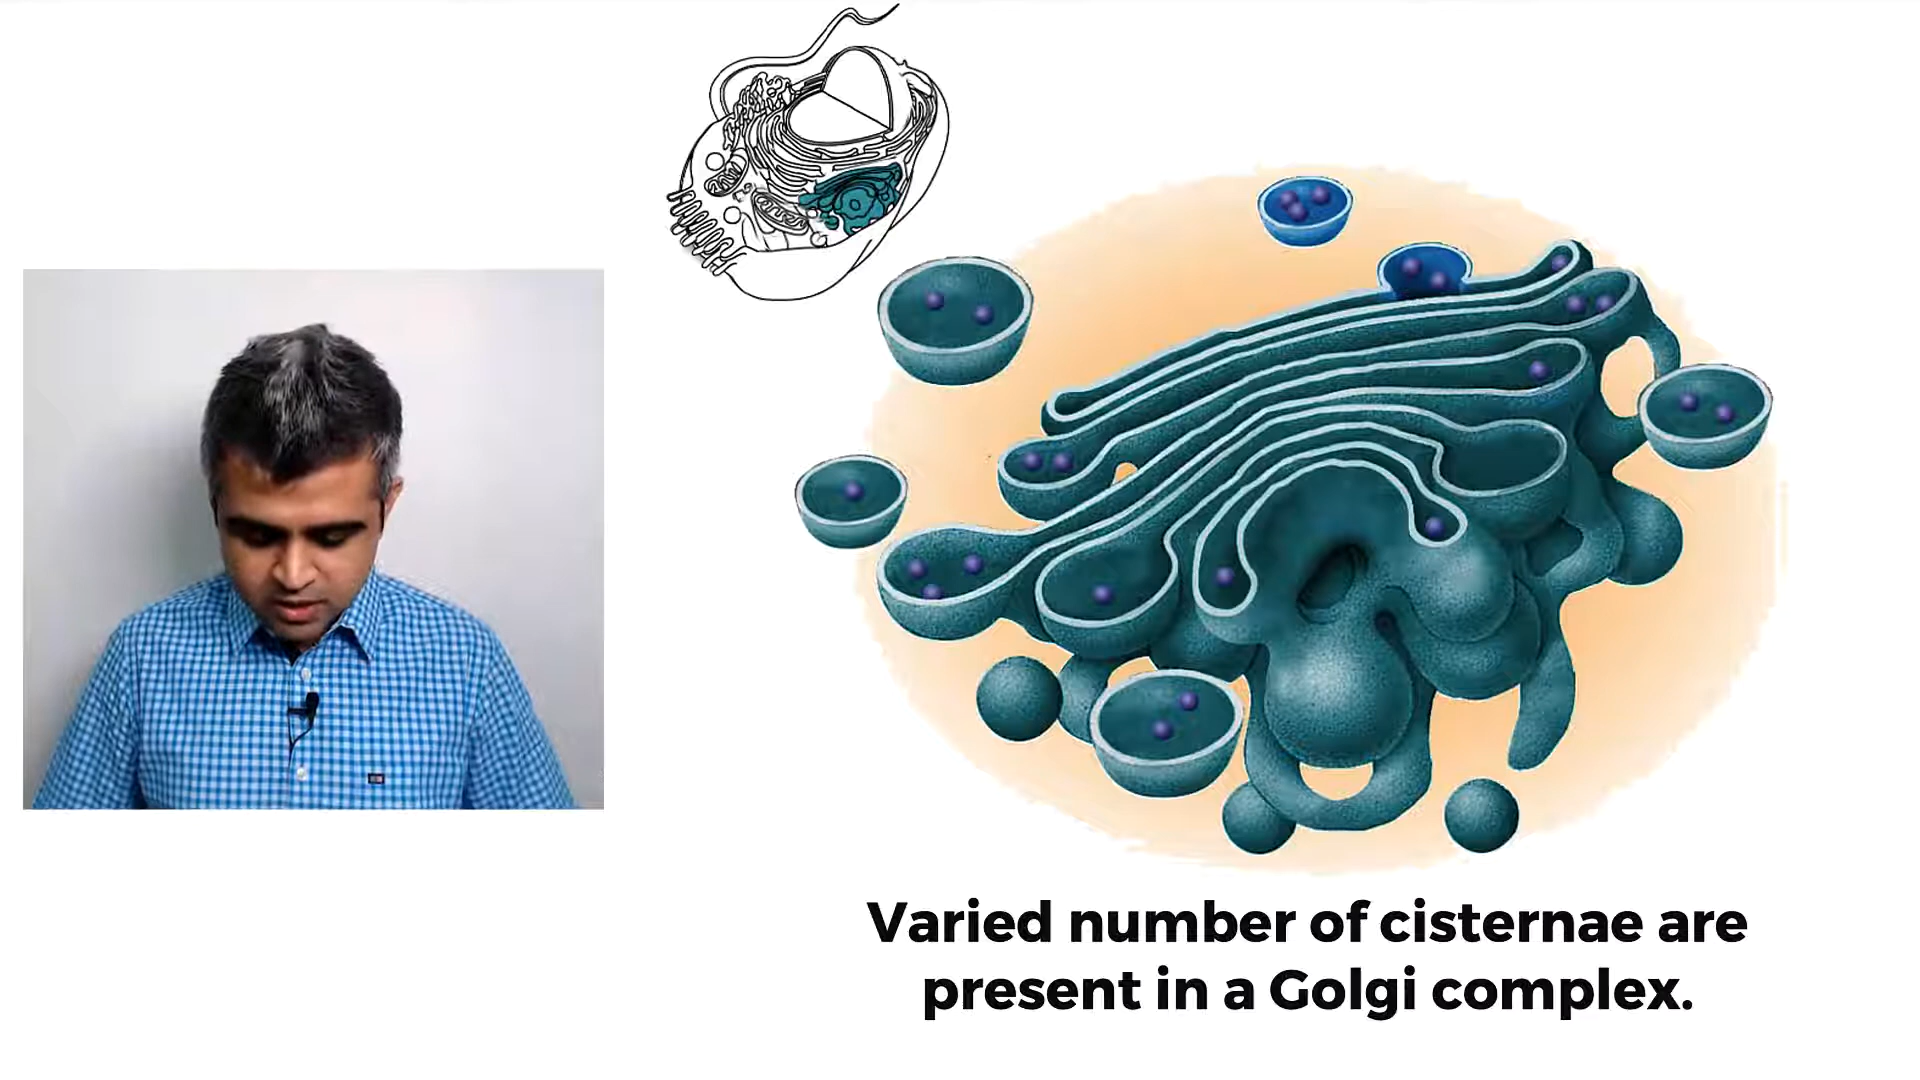 Varied number of cisternae are
present in a Golgi complex.